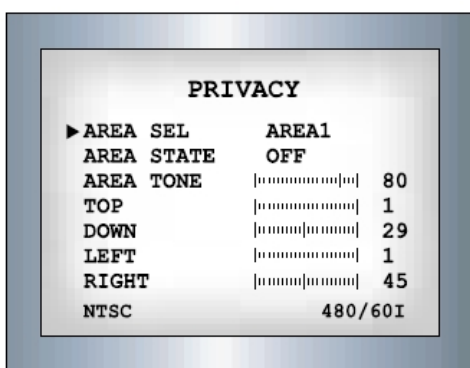 PRIVACY
▶AREA SEL AREA1
AREA STATE OFF
AREA TONE 80
TOP 1
DOWN 29
LEFT 1
RIGHT 45
NTSC 480/60I